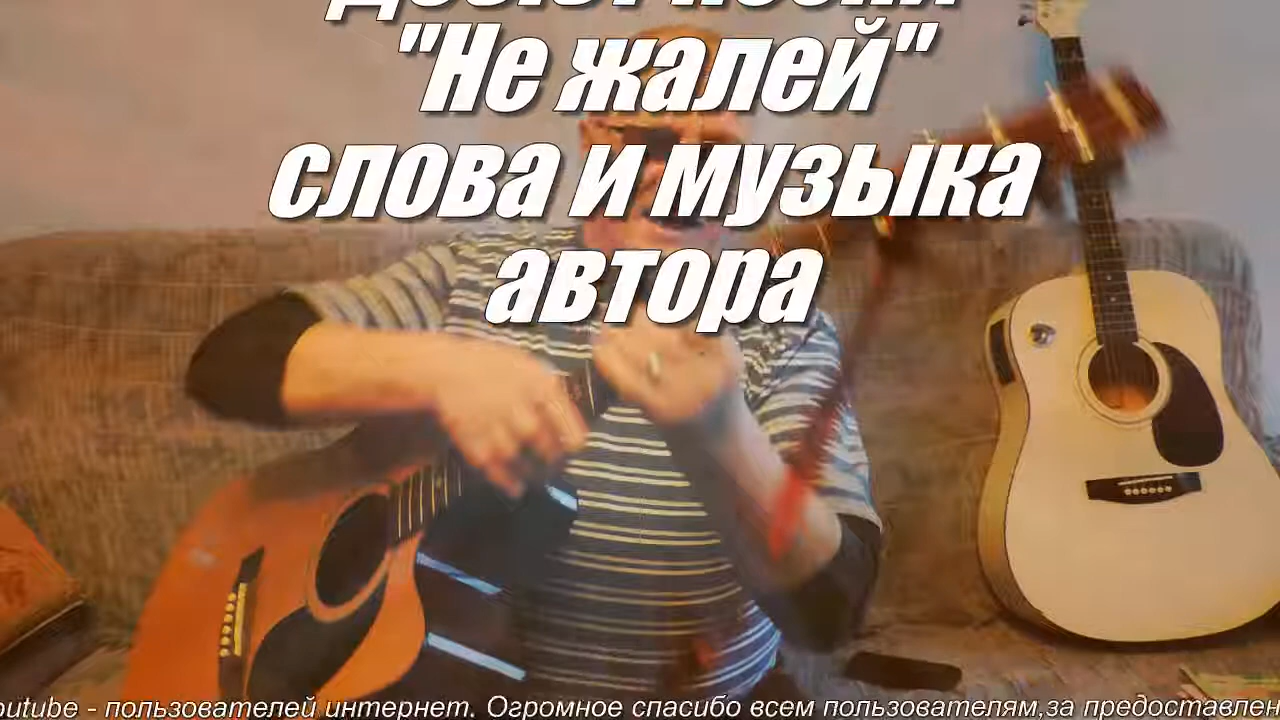 "Не жалей"
слова и музыка
автора
outube - пользователей интернет. Огромное спасибо всем пользователям,за предоставлен